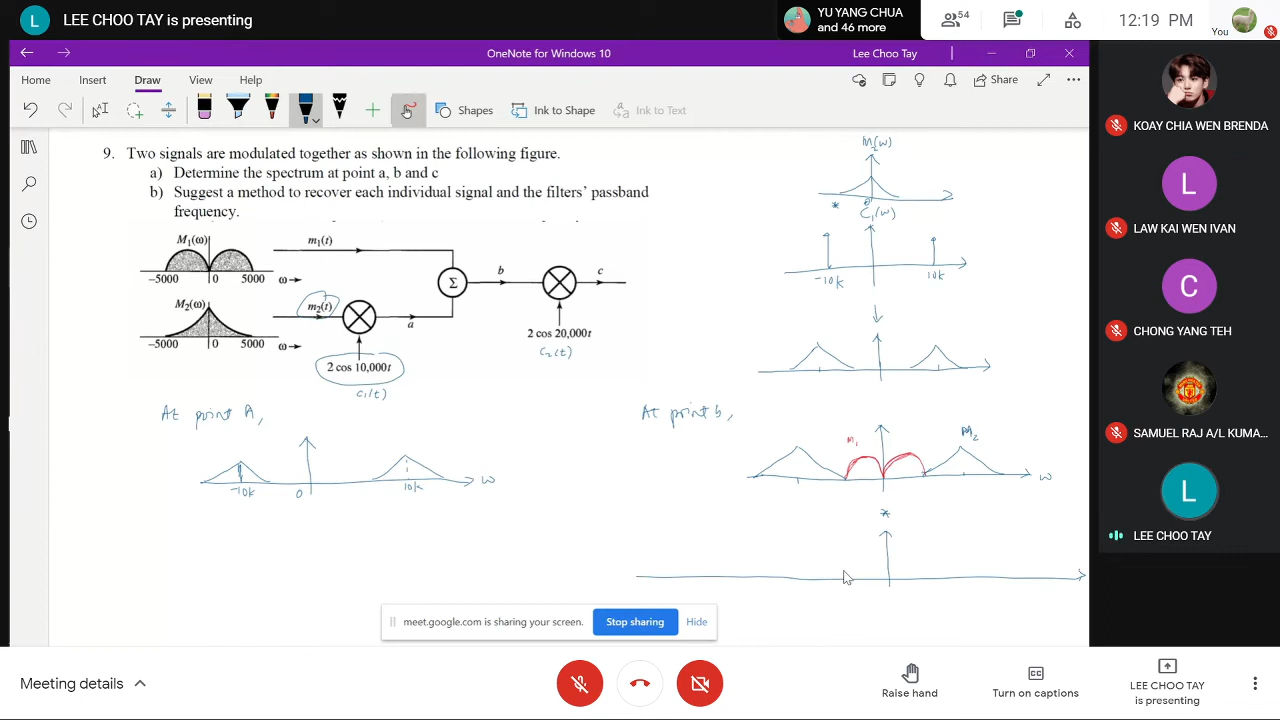 L
LEE CHOO TAY is presenting
YU YANG CHUA
and 46 more
54
12:19 PM
You
OneNote for Windows 10
Lee Choo Tay
Home
Insert
Draw
View
Help
Share
Shapes
Ink to Shape
Ink to Text
9. Two signals are modulated together as shown in the following figure.
a) Determine the spectrum at point a, b and c
b) Suggest a method to recover each individual signal and the filters' passband
frequency.
M₁(ω)
m₁(t)
−5000
0
5000
ω
M₂(ω)
m₂(t)
−5000
0
5000
ω
a
Σ
b
c
2 cos 10,000t
c₁(t)
2 cos 20,000t
c₂(t)
M₂(w)
*
0
C₁(w)
-10k
10k
At point A,
-10k
0
10k
w
At point b,
M₁
M₂
w
*
meet.google.com is sharing your screen.
Stop sharing
Hide
KOAY CHIA WEN BRENDA
L
LAW KAI WEN IVAN
C
CHONG YANG TEH
SAMUEL RAJ A/L KUMA...
L
LEE CHOO TAY
Meeting details
Raise hand
Turn on captions
LEE CHOO TAY
is presenting